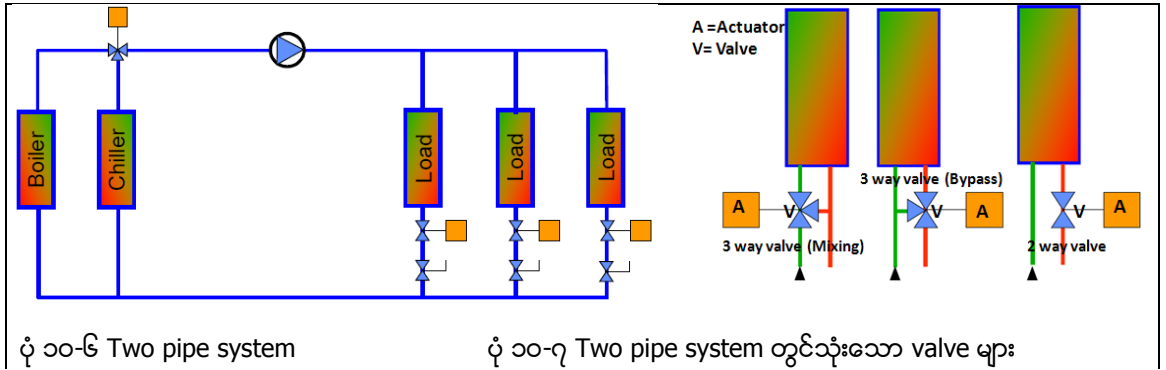 A =Actuator
V= Valve
Boiler
Chiller
Load
Load
Load
3 way valve (Bypass)
A
V
V
A
V
A
3 way valve (Mixing)
2 way valve
ပုံ ၁၀-၆ Two pipe system
ပုံ ၁၀-၇ Two pipe system တွင်သုံးသော valve များ